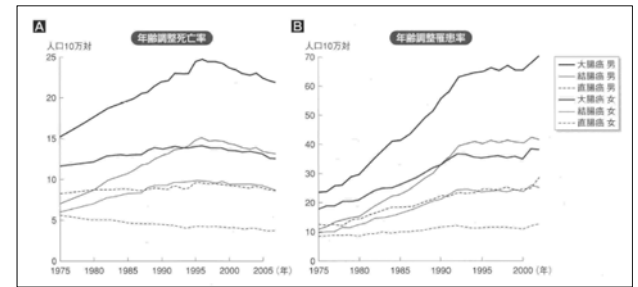 A
年齢調整死亡率
人口10万対
25
20
15
10
5
0
1975 1980 1985 1990 1995 2000 2005 (年)
B
年齢調整罹患率
人口10万対
70
60
50
40
30
20
10
0
1975 1980 1985 1990 1995 2000 (年)
大腸癌 男
結腸癌 男
直腸癌 男
大腸癌 女
結腸癌 女
直腸癌 女